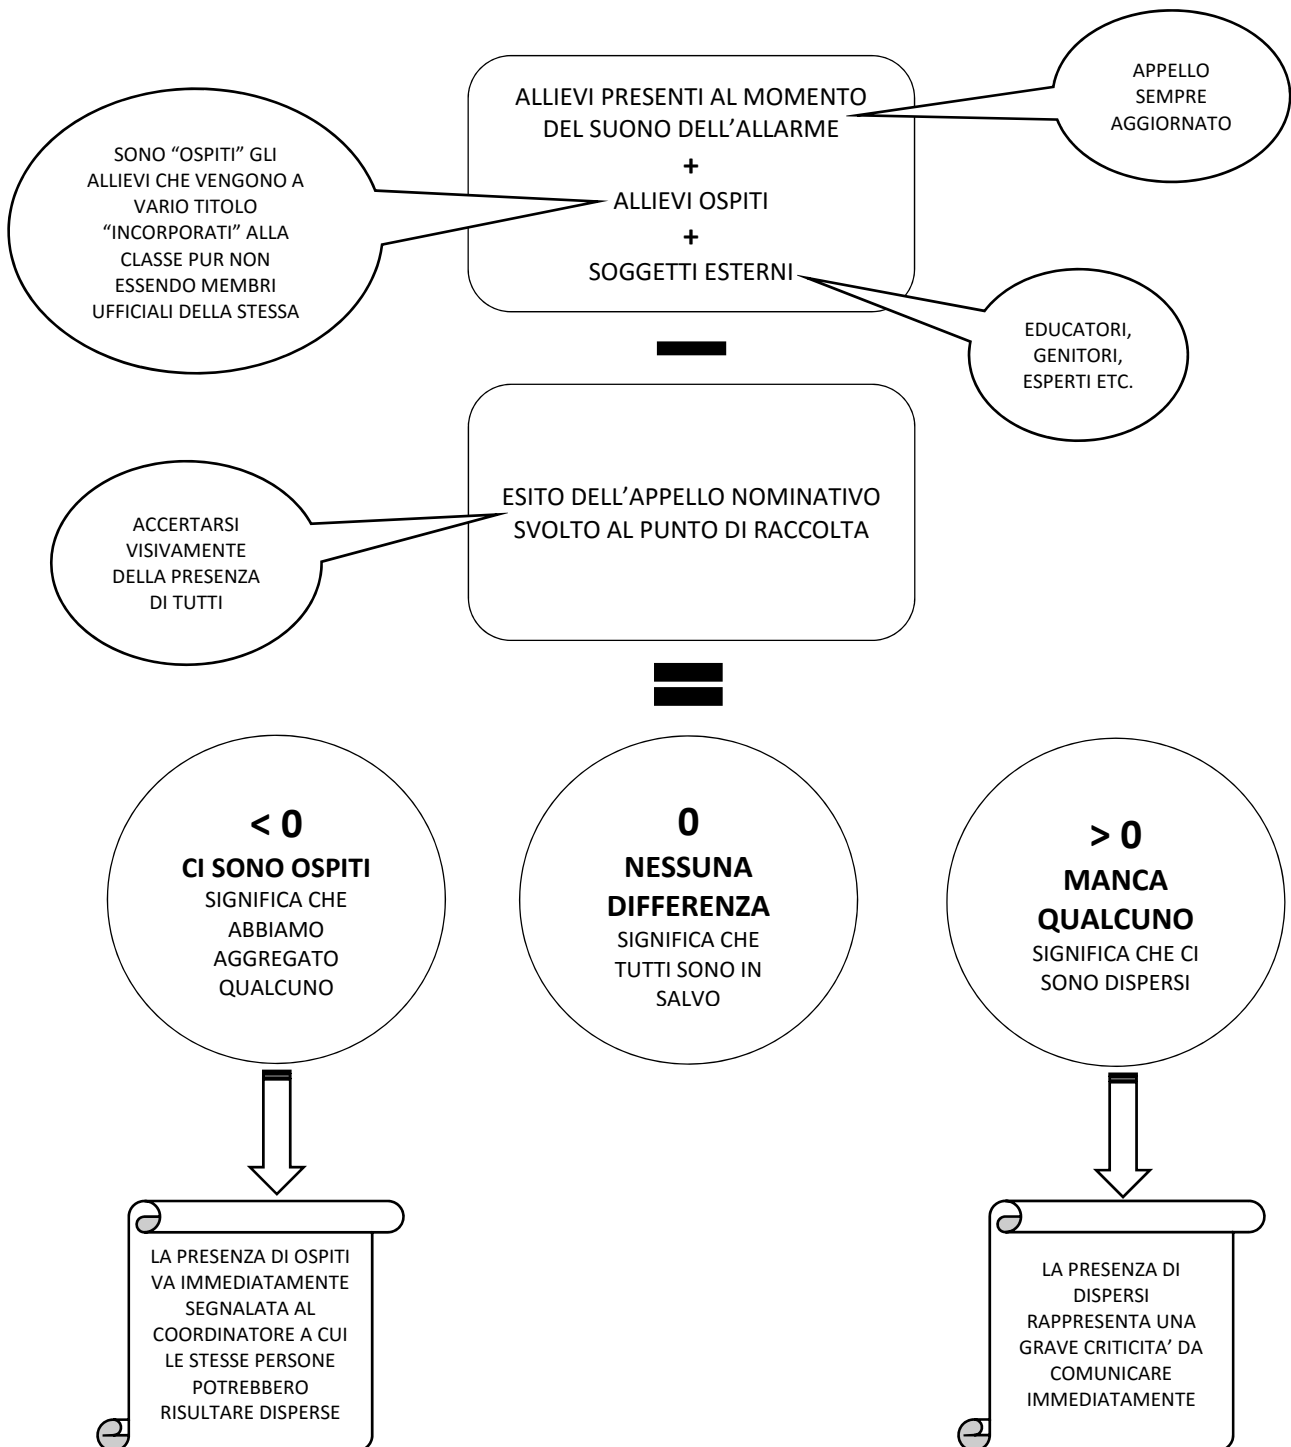 APPELLO
SEMPRE
AGGIORNATO
ALLIEVI PRESENTI AL MOMENTO
DEL SUONO DELL’ALLARME
+
ALLIEVI OSPITI
+
SOGGETTI ESTERNI
SONO “OSPITI” GLI
ALLIEVI CHE VENGONO A
VARIO TITOLO
“INCORPORATI” ALLA
CLASSE PUR NON
ESSENDO MEMBRI
UFFICIALI DELLA STESSA
EDUCATORI,
GENITORI,
ESPERTI ETC.
ESITO DELL’APPELLO NOMINATIVO
SVOLTO AL PUNTO DI RACCOLTA
ACCERTARSI
VISIVAMENTE
DELLA PRESENZA
DI TUTTI
< 0
CI SONO OSPITI
SIGNIFICA CHE
ABBIAMO
AGGREGATO
QUALCUNO
0
NESSUNA
DIFFERENZA
SIGNIFICA CHE
TUTTI SONO IN
SALVO
> 0
MANCA
QUALCUNO
SIGNIFICA CHE CI
SONO DISPERSI
LA PRESENZA DI OSPITI
VA IMMEDIATAMENTE
SEGNALATA AL
COORDINATORE A CUI
LE STESSE PERSONE
POTREBBERO
RISULTARE DISPERSE
LA PRESENZA DI
DISPERSI
RAPPRESENTA UNA
GRAVE CRITICITA’ DA
COMUNICARE
IMMEDIATAMENTE